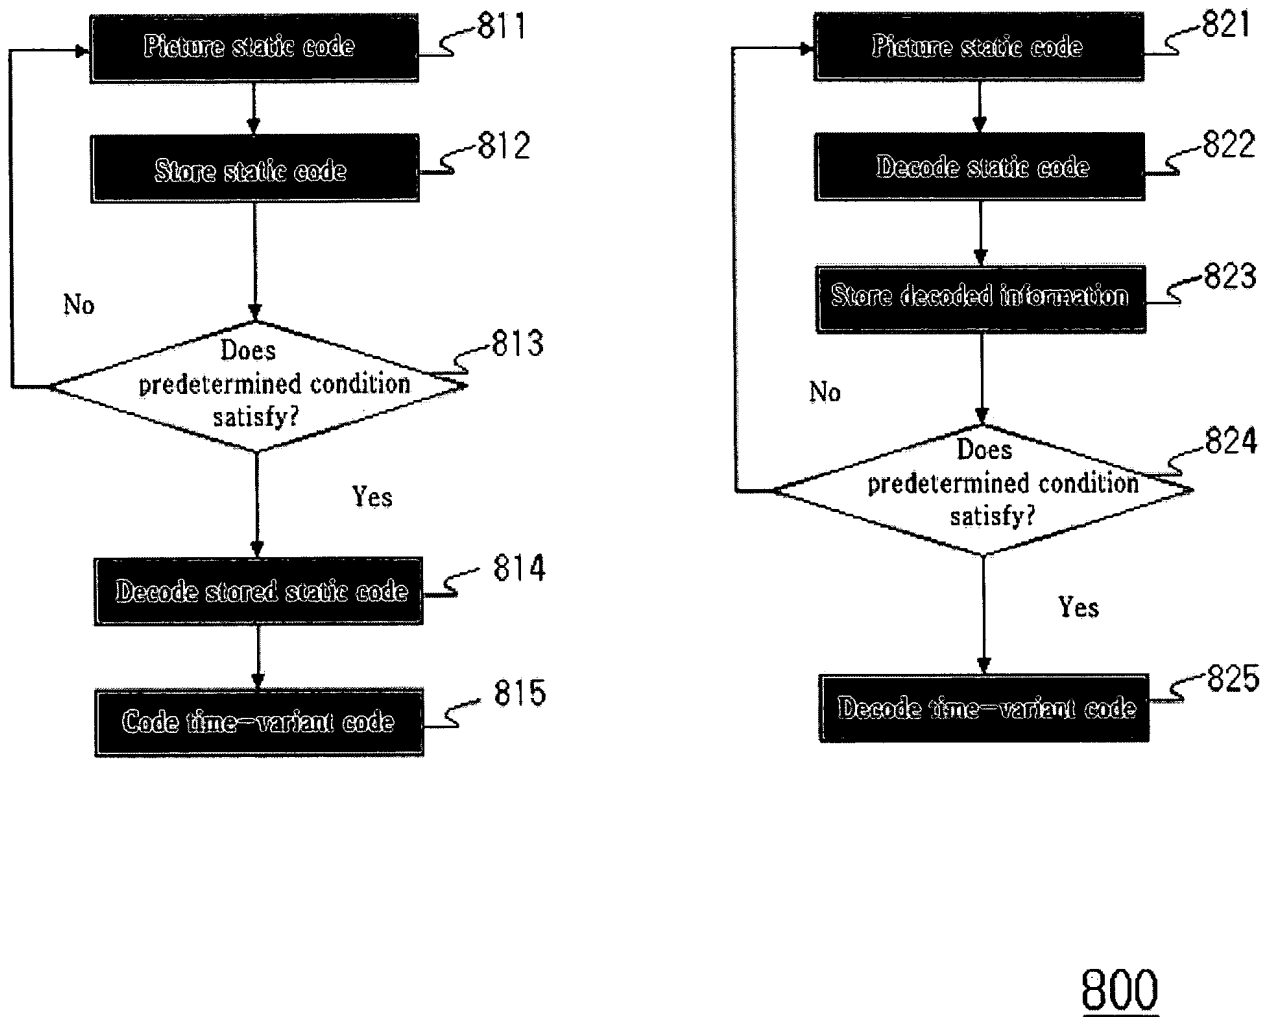 Picture static code
811
Store static code
812
No
Does
predetermined condition
satisfy?
813
Yes
Decode stored static code
814
Code time-variant code
815
Picture static code
821
Decode static code
822
Store decoded information
823
No
Does
predetermined condition
satisfy?
824
Yes
Decode time-variant code
825
800